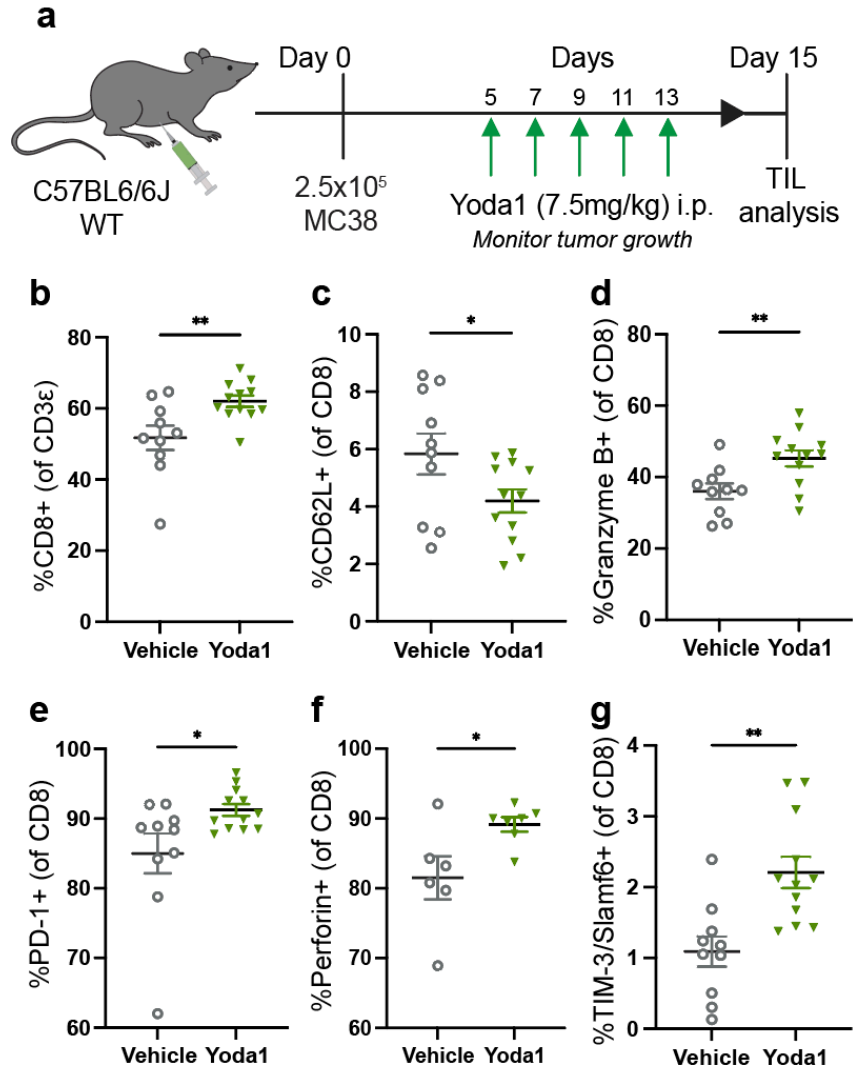 a
Day 0
Days
Day 15
5 7 9 11 13
C57BL6/6J
WT
2.5x10⁵
MC38
Yoda1 (7.5mg/kg) i.p.
Monitor tumor growth
TIL
analysis
b
**
%CD8+ (of CD3ε)
80
60
40
20
0
Vehicle Yoda1
c
*
%CD62L+ (of CD8)
10
8
6
4
2
0
Vehicle Yoda1
d
**
%Granzyme B+ (of CD8)
80
60
40
20
0
Vehicle Yoda1
e
*
%PD-1+ (of CD8)
100
90
80
70
60
Vehicle Yoda1
f
*
%Perforin+ (of CD8)
100
90
80
70
60
Vehicle Yoda1
g
**
%TIM-3/Slamf6+ (of CD8)
4
3
2
1
0
Vehicle Yoda1